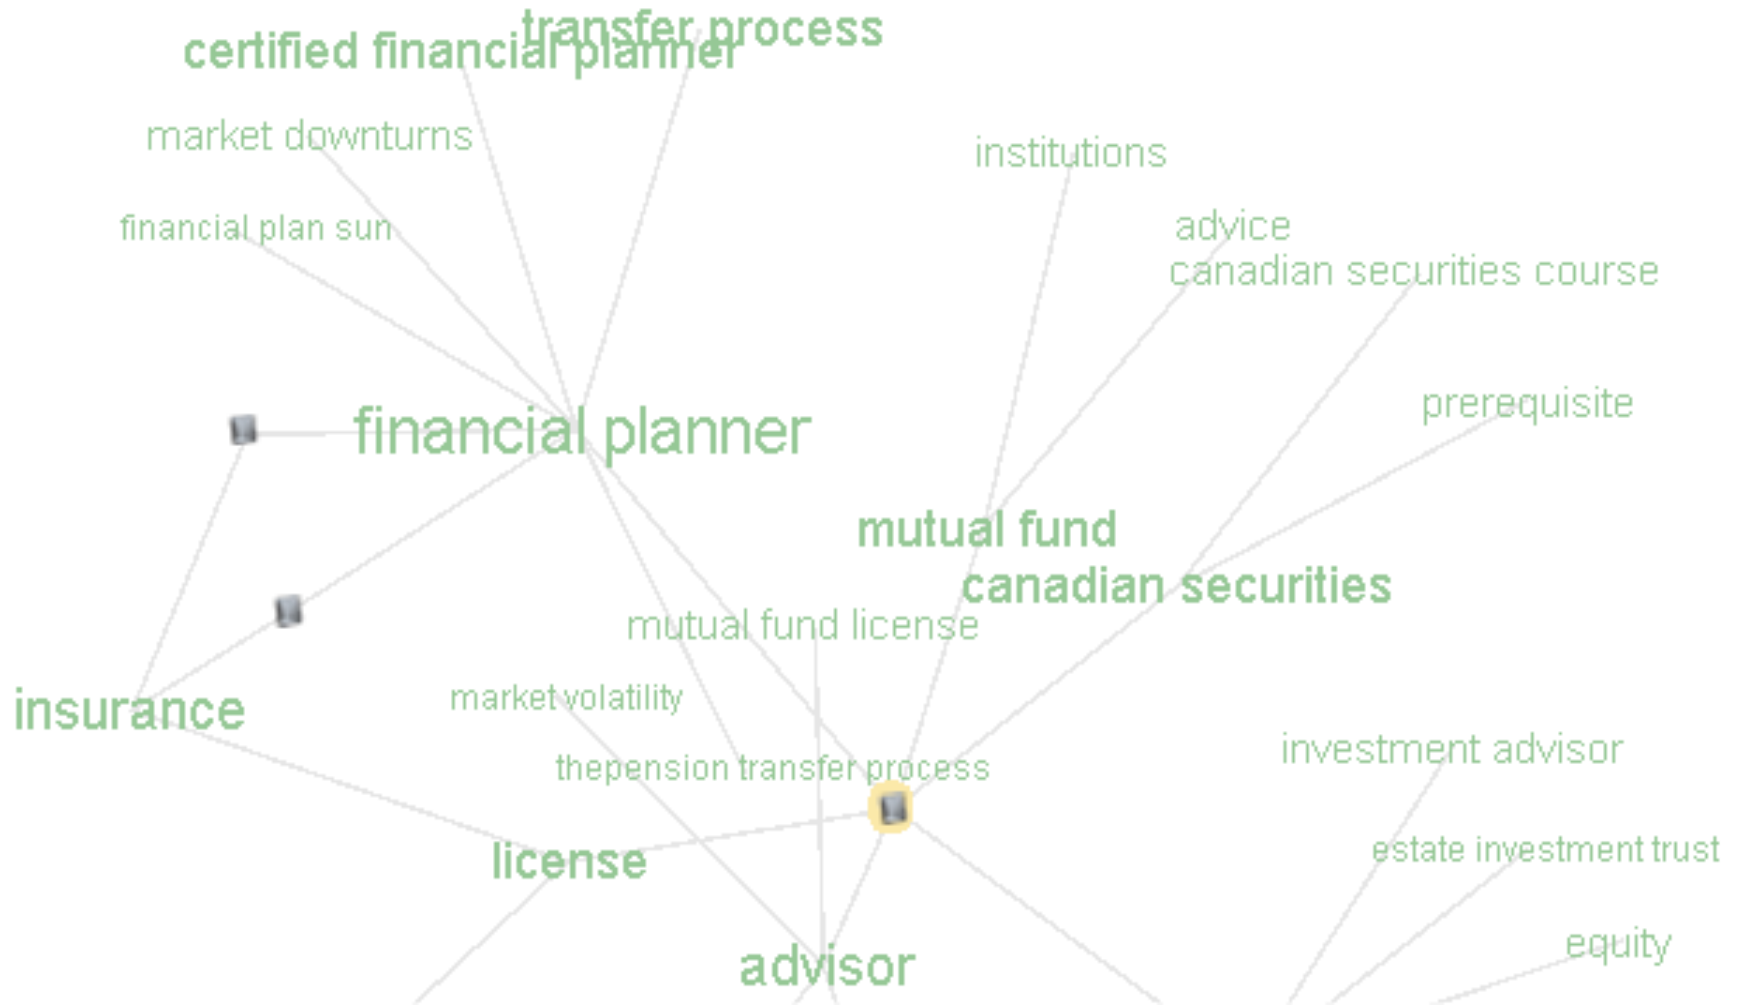 transfer process
certified financial planner
market downturns
institutions
financial plan sun
advice
canadian securities course
prerequisite
financial planner
mutual fund
canadian securities
mutual fund license
market volatility
insurance
thepension transfer process
investment advisor
license
estate investment trust
equity
advisor